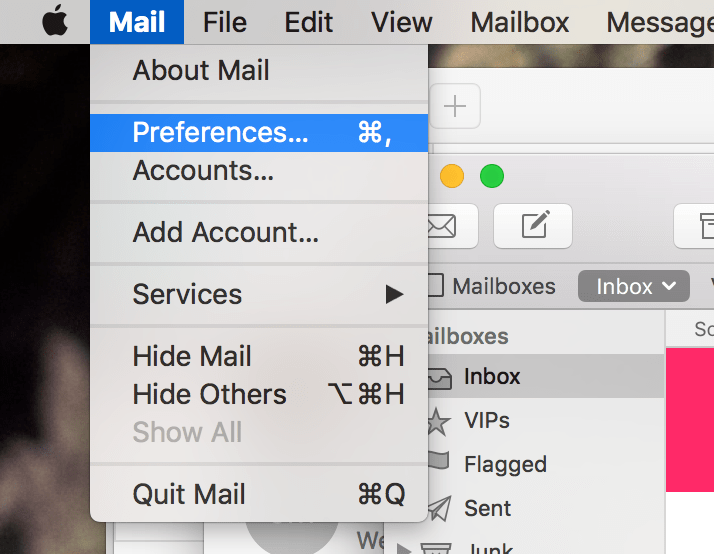 Mail File Edit View Mailbox Message
About Mail
Preferences... ⌘,
Accounts...
Add Account...
Services
Hide Mail ⌘H
Hide Others ⌥⌘H
Show All
Quit Mail ⌘Q
Mailboxes Inbox
ailboxes
Inbox
VIPs
Flagged
Sent
Junk
So
We